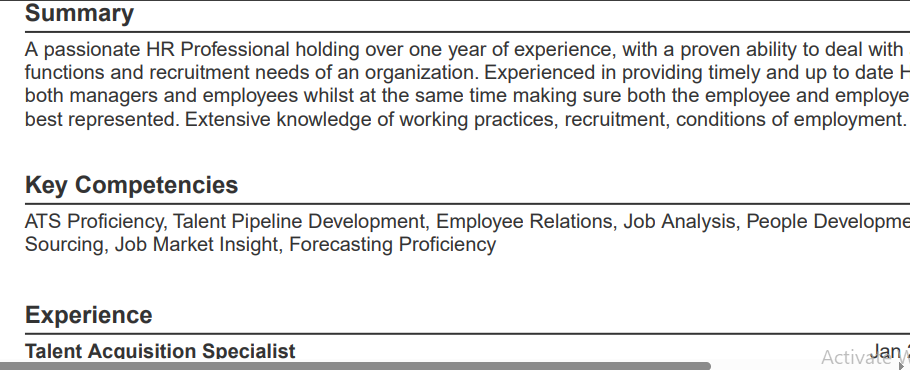 Summary
A passionate HR Professional holding over one year of experience, with a proven ability to deal with
functions and recruitment needs of an organization. Experienced in providing timely and up to date
both managers and employees whilst at the same time making sure both the employee and
best represented. Extensive knowledge of working practices, recruitment, conditions of employment.
Key Competencies
ATS Proficiency, Talent Pipeline Development, Employee Relations, Job Analysis, People
Sourcing, Job Market Insight, Forecasting Proficiency
Experience
Talent Acquisition Specialist Jan
Activate